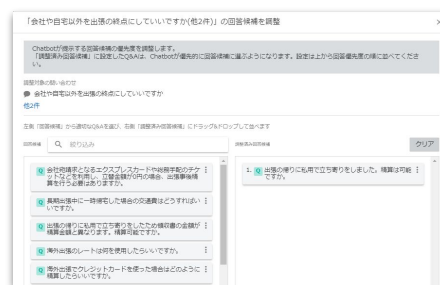 「会社や自宅以外を出張の終点にしていいですか(他2件)」の回答候補を調整
Chatbotが提示する回答候補の優先度を調整します。
「調整済み回答候補」に設定したQ&Aは、Chatbotが優先的に回答候補に選ぶようになります。設定は上から回答優先度の順に並べてくださ
い。
調整対象の問い合わせ
会社や自宅以外を出張の終点にしていいですか
他2件
左側「回答候補」から適切なQ&Aを選び、右側「調整済み回答候補」にドラッグ&ドロップして並べます
回答候補
絞り込み
調整済み回答候補
クリア
Q 会社宛請求となるエクスプレスカードや総務手配のチケ
ットなどを利用し、立替金額が0円の場合、出張事後精
算を行う必要はありますか。
Q 長期出張中に一時帰宅した場合の交通費はどうすればい
いですか。
Q 出張の帰りに私用で立ち寄りをしたため領収書の金額が
精算金額と異なります。精算可能ですか。
Q 海外出張のレートは何を使用したらいいですか。
Q 海外出張でクレジットカードを使った場合はどのように
精算したらいいですか。
1. Q 出張の帰りに私用で立ち寄りをしました。精算は可能
ですか。